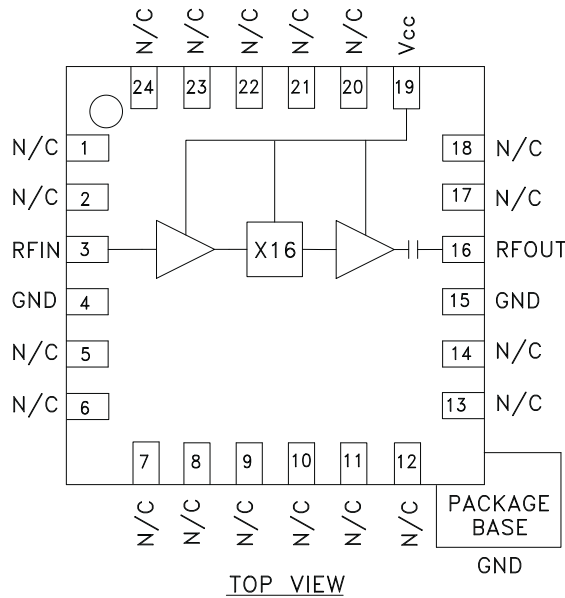 N/C N/C N/C N/C N/C Vcc
24 23 22 21 20 19
N/C 1 18 N/C
N/C 2 17 N/C
RFIN 3 X16 16 RFOUT
GND 4 15 GND
N/C 5 14 N/C
N/C 6 13 N/C
7 8 9 10 11 12
N/C N/C N/C N/C N/C N/C
PACKAGE
BASE
GND
TOP VIEW